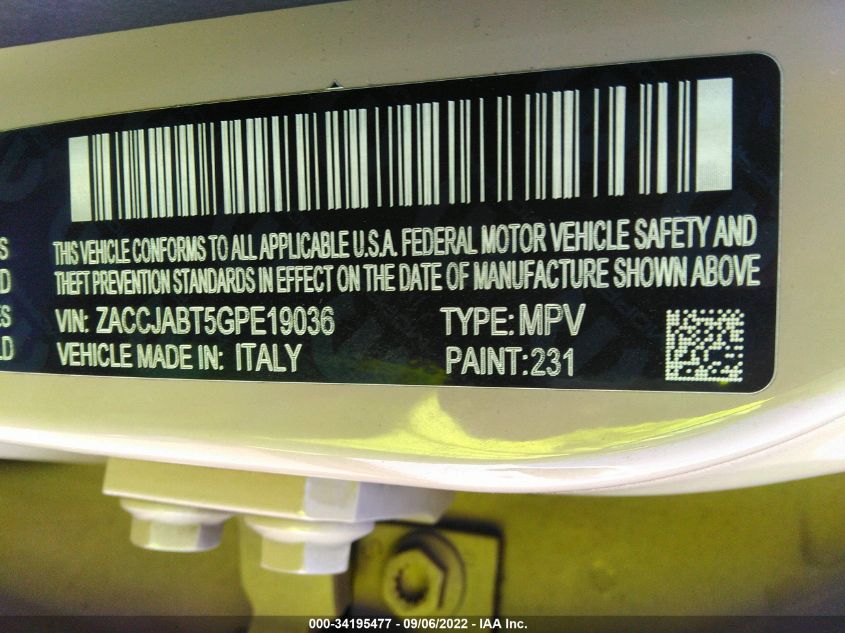 THIS VEHICLE CONFORMS TO ALL APPLICABLE U.S.A. FEDERAL MOTOR VEHICLE SAFETY AND
THEFT PREVENTION STANDARDS IN EFFECT ON THE DATE OF MANUFACTURE SHOWN ABOVE
VIN: ZACCJABT5GPE19036 TYPE: MPV
VEHICLE MADE IN: ITALY PAINT: 231
000-34195477 - 09/06/2022 - IAA Inc.